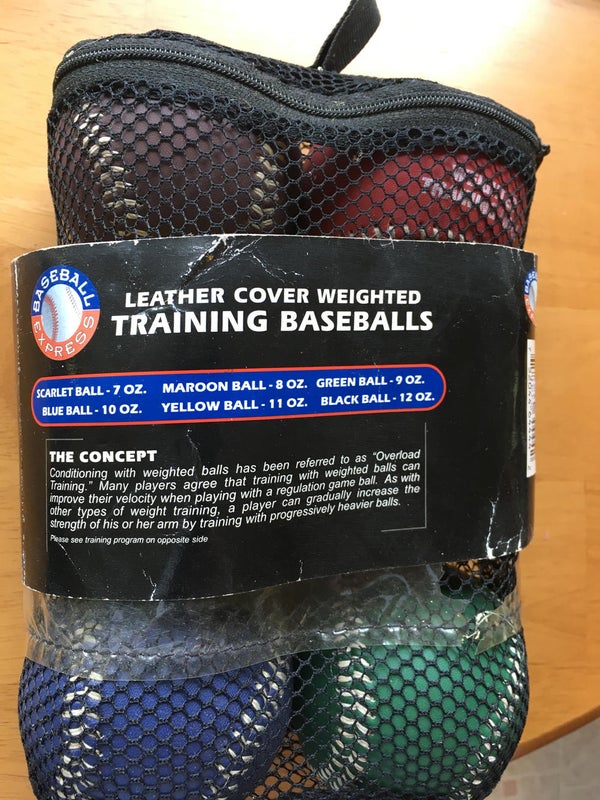 BASEBALL
EXPRESS
LEATHER COVER WEIGHTED
TRAINING BASEBALLS
SCARLET BALL - 7 OZ. MAROON BALL - 8 OZ. GREEN BALL - 9 OZ.
BLUE BALL - 10 OZ. YELLOW BALL - 11 OZ. BLACK BALL - 12 OZ.
THE CONCEPT
Conditioning with weighted balls has been referred to as "Overload
Training." Many players agree that training with weighted balls can
improve their velocity when playing with a regulation game ball. As with
other types of weight training, a player can gradually increase the
strength of his or her arm by training with progressively heavier balls.
Please see training program on opposite side